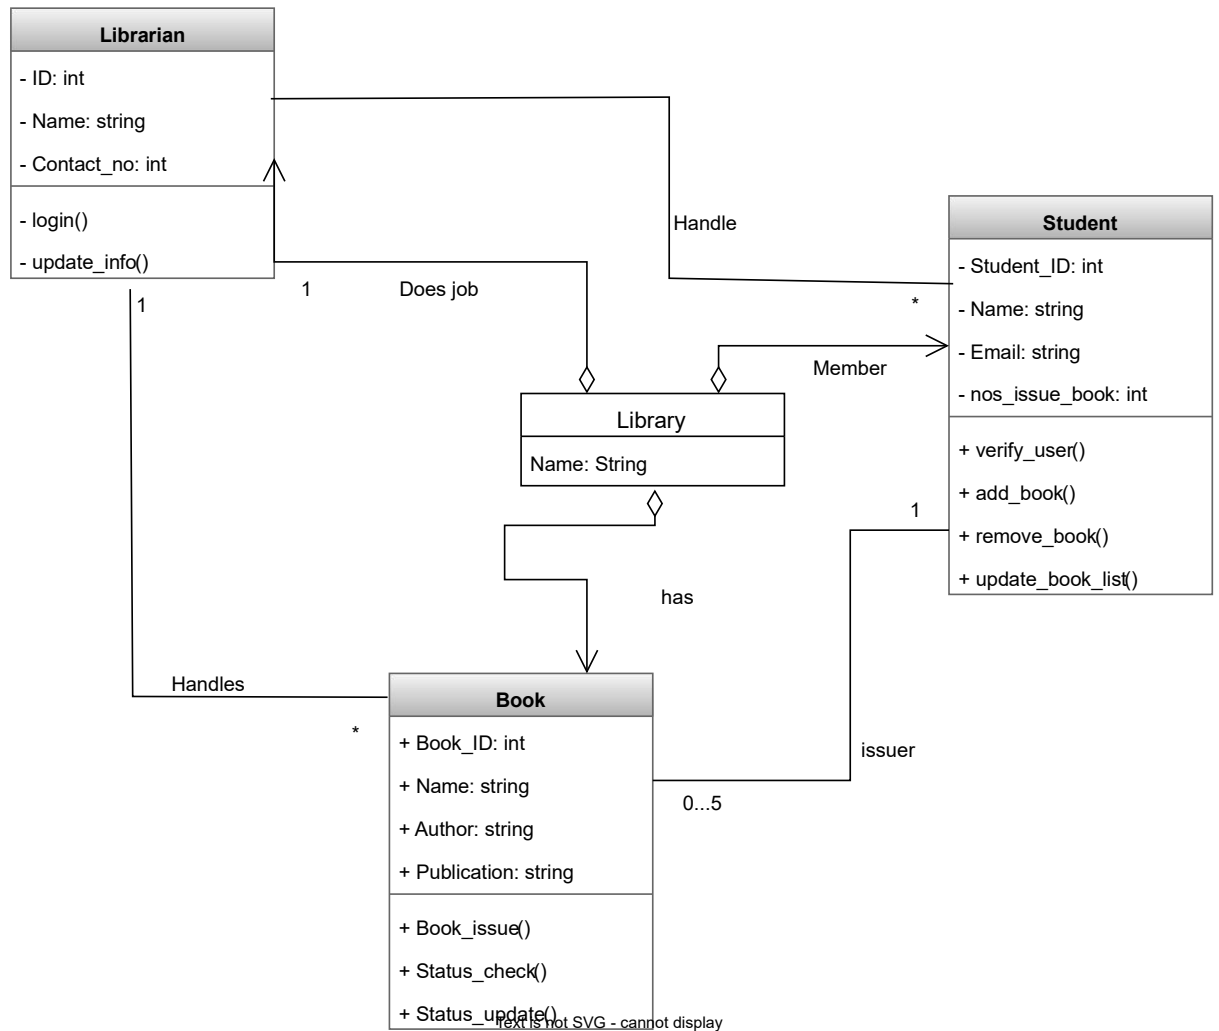 Librarian
- ID: int
- Name: string
- Contact_no: int
- login()
- update_info()
1
1
Does job
Handle
*
Student
- Student_ID: int
- Name: string
- Email: string
- nos_issue_book: int
+ verify_user()
+ add_book()
+ remove_book()
+ update_book_list()
Member
Library
Name: String
1
has
Handles
*
Book
+ Book_ID: int
+ Name: string
+ Author: string
+ Publication: string
+ Book_issue()
+ Status_check()
+ Status_update()
issuer
0...5
Text is not SVG - cannot display